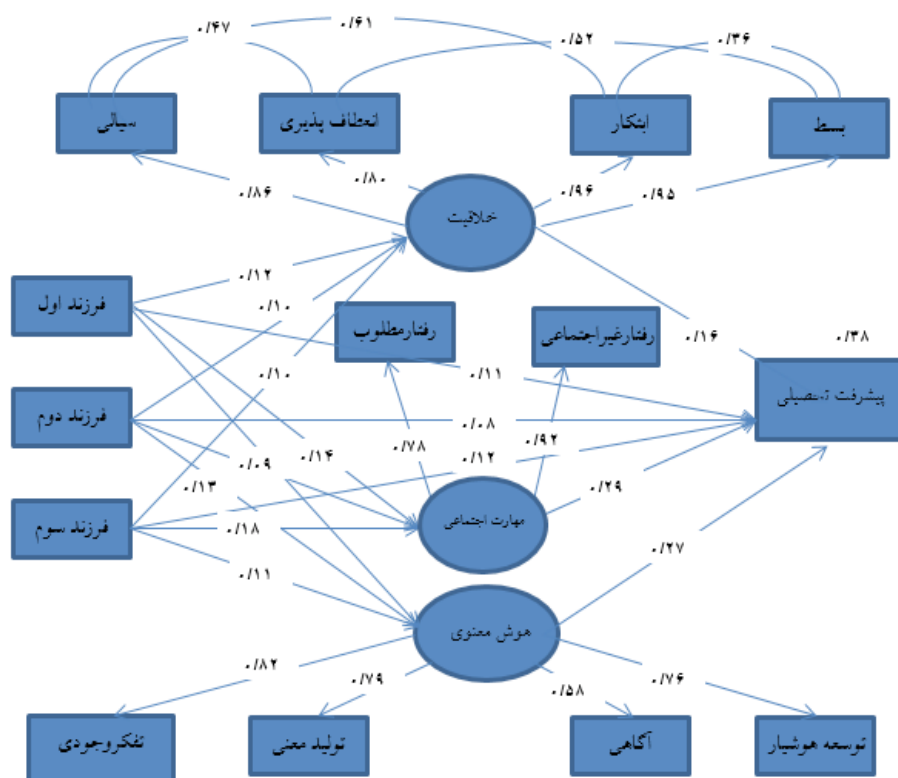 ۰/۴۷
۰/۶۱
۰/۵۲
۰/۳۶
سیالی
انعطاف پذیری
ابتکار
بسط
۰/۸۶
۰/۸۰
۰/۹۶
۰/۹۵
خلاقیت
۰/۱۲
فرزند اول
۰/۱۰
رفتارمطلوب
رفتارغیراجتماعی
۰/۱۶
۰/۳۸
۰/۱۰
۰/۱۱
پیشرفت تحصیلی
فرزند دوم
۰/۰۸
۰/۰۹
۰/۱۴
۰/۷۸
۰/۹۲
۰/۱۲
۰/۱۳
۰/۲۹
فرزند سوم
۰/۱۸
مهارت اجتماعی
۰/۱۱
۰/۲۷
هوش معنوی
۰/۸۲
۰/۷۹
۰/۵۸
۰/۷۶
تفکروجودی
تولید معنی
آگاهی
توسعه هوشیار